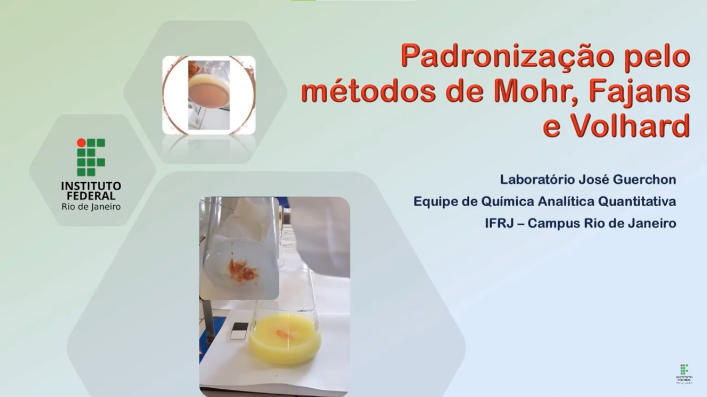 Padronização pelo
métodos de Mohr, Fajans
e Volhard
INSTITUTO
FEDERAL
Rio de Janeiro
Laboratório José Guerchon
Equipe de Química Analítica Quantitativa
IFRJ – Campus Rio de Janeiro